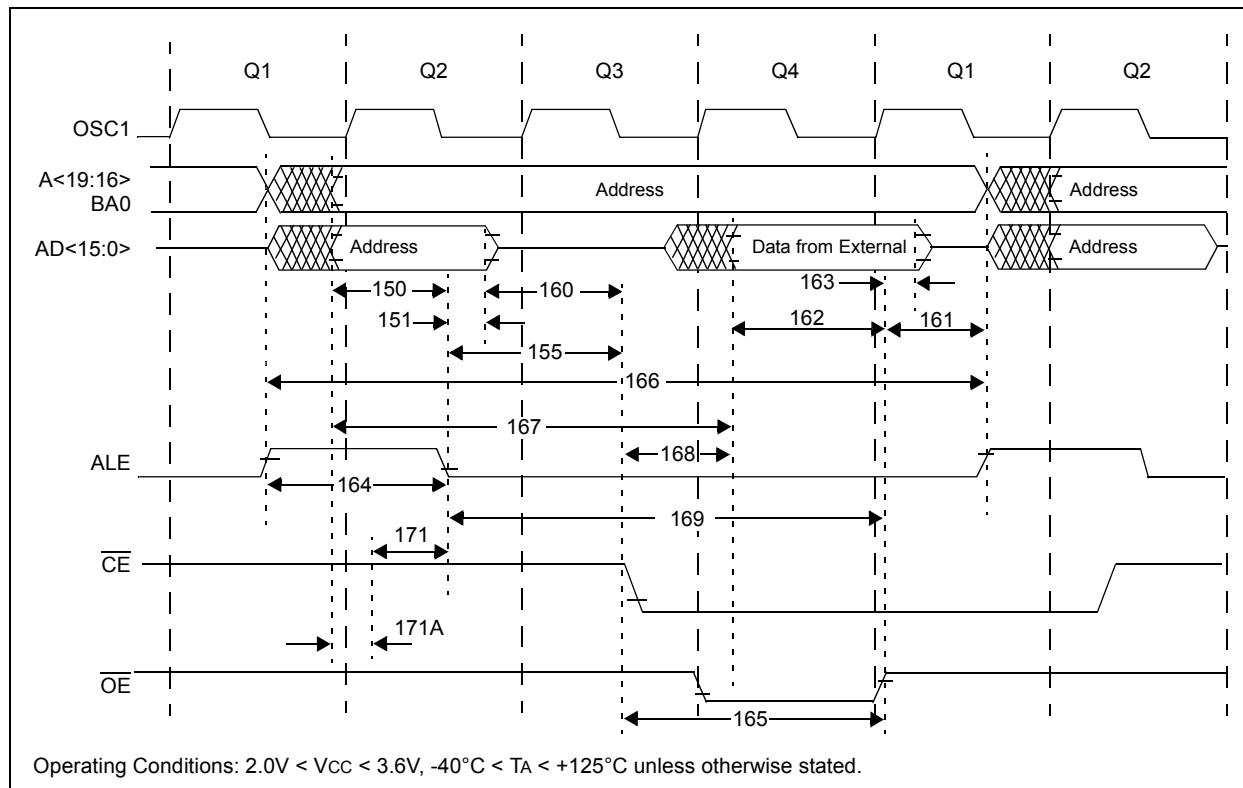 Q1 Q2 Q3 Q4 Q1 Q2
OSC1
A<19:16>
BA0
Address Address
AD<15:0>
Address Data from External Address
150 160 163
151 162 161
155
166
167
168
ALE
164
169
171
CE
171A
OE
165
Operating Conditions: 2.0V < VCC < 3.6V, -40°C < TA < +125°C unless otherwise stated.